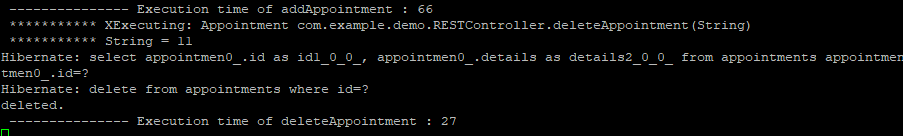 --------------- Execution time of addAppointment : 66
*********** XExecuting: Appointment com.example.demo.RESTController.deleteAppointment(String)
*********** String = 11
Hibernate: select appointmen0_.id as id1_0_0_, appointmen0_.details as details2_0_0_ from appointments appointmen
tmen0_.id=?
Hibernate: delete from appointments where id=?
deleted.
--------------- Execution time of deleteAppointment : 27